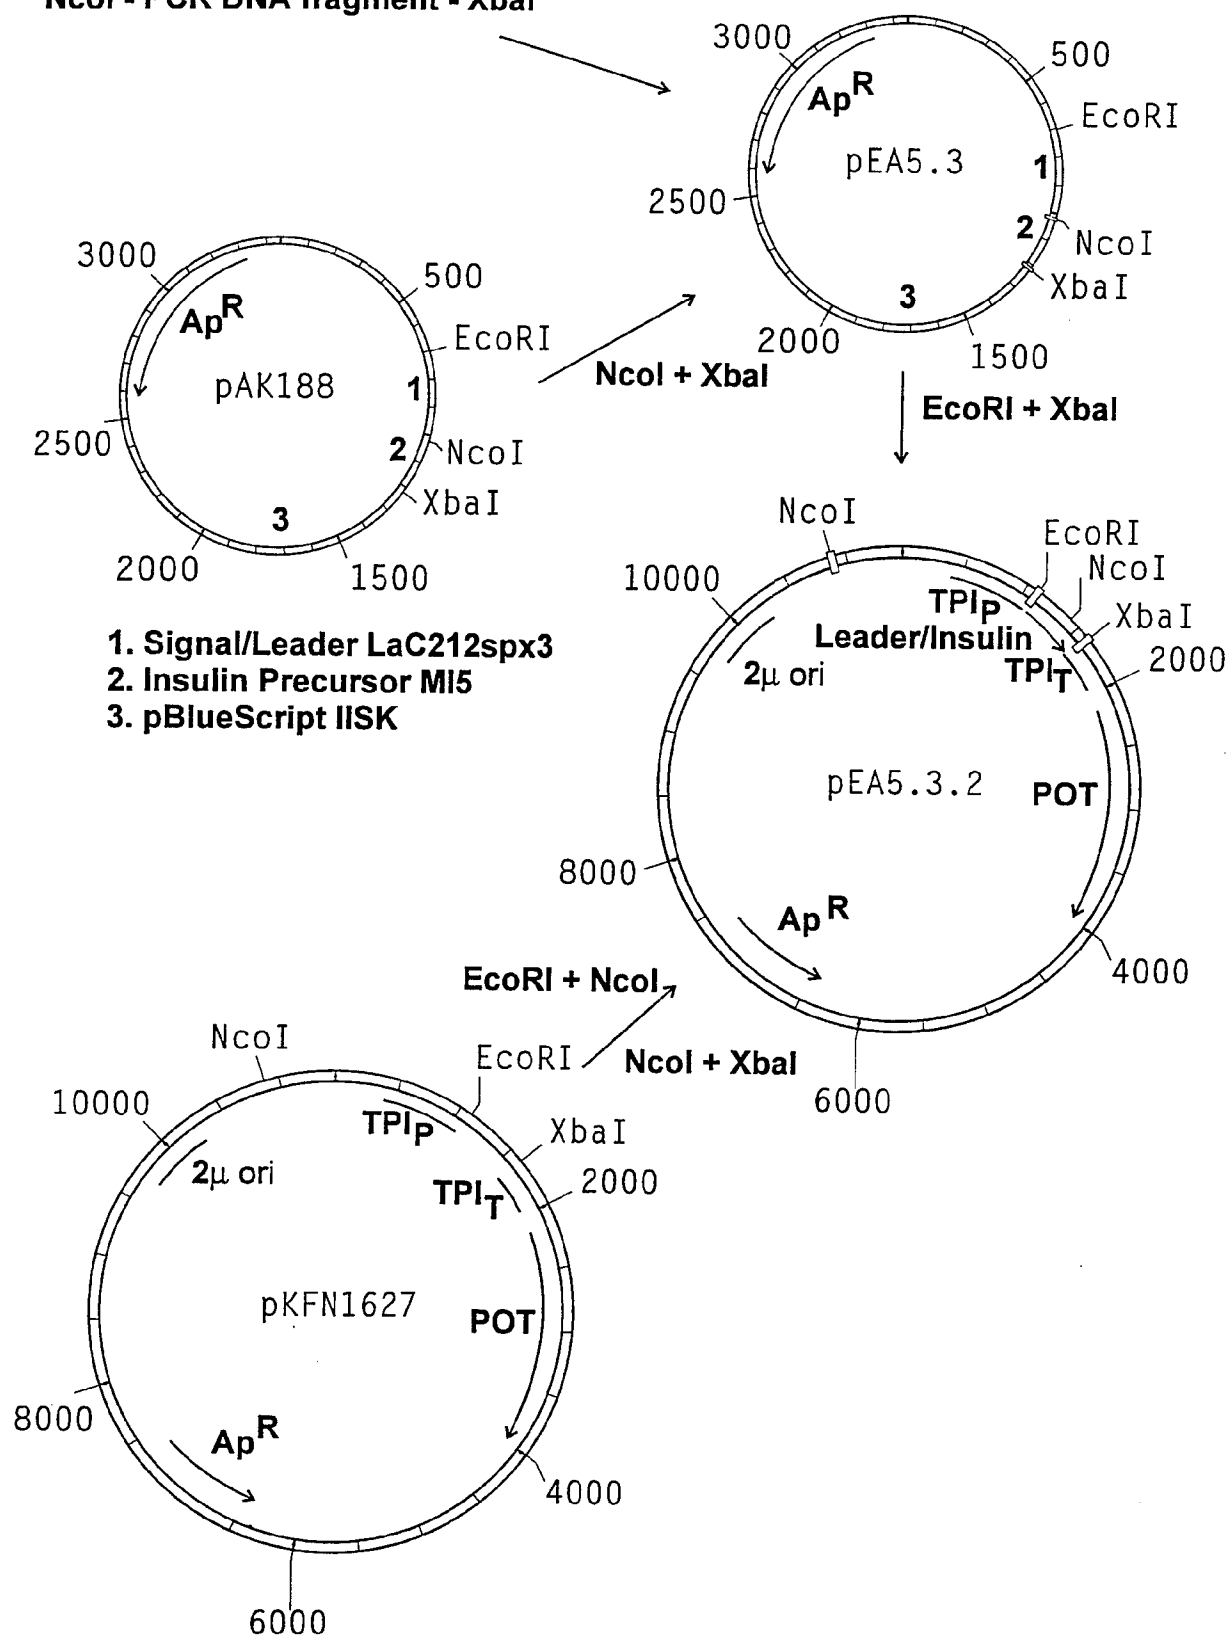 NcoI - PCR DNA fragment - XbaI
3000
500
ApR
EcoRI
pEA5.3
1
2500
2
NcoI
XbaI
3
2000
1500
3000
500
ApR
EcoRI
pAK188
1
2500
2
NcoI
XbaI
3
2000
1500
NcoI + XbaI
EcoRI + XbaI
1. Signal/Leader LaC212spx3
2. Insulin Precursor MI5
3. pBlueScript IISK
NcoI
EcoRI
NcoI
10000
TPIP
XbaI
Leader/Insulin
2µ ori
TPIT
2000
pEA5.3.2
POT
8000
ApR
4000
6000
EcoRI + NcoI
NcoI + XbaI
NcoI
EcoRI
10000
TPIP
XbaI
2µ ori
TPIT
2000
pKFN1627
POT
8000
ApR
4000
6000